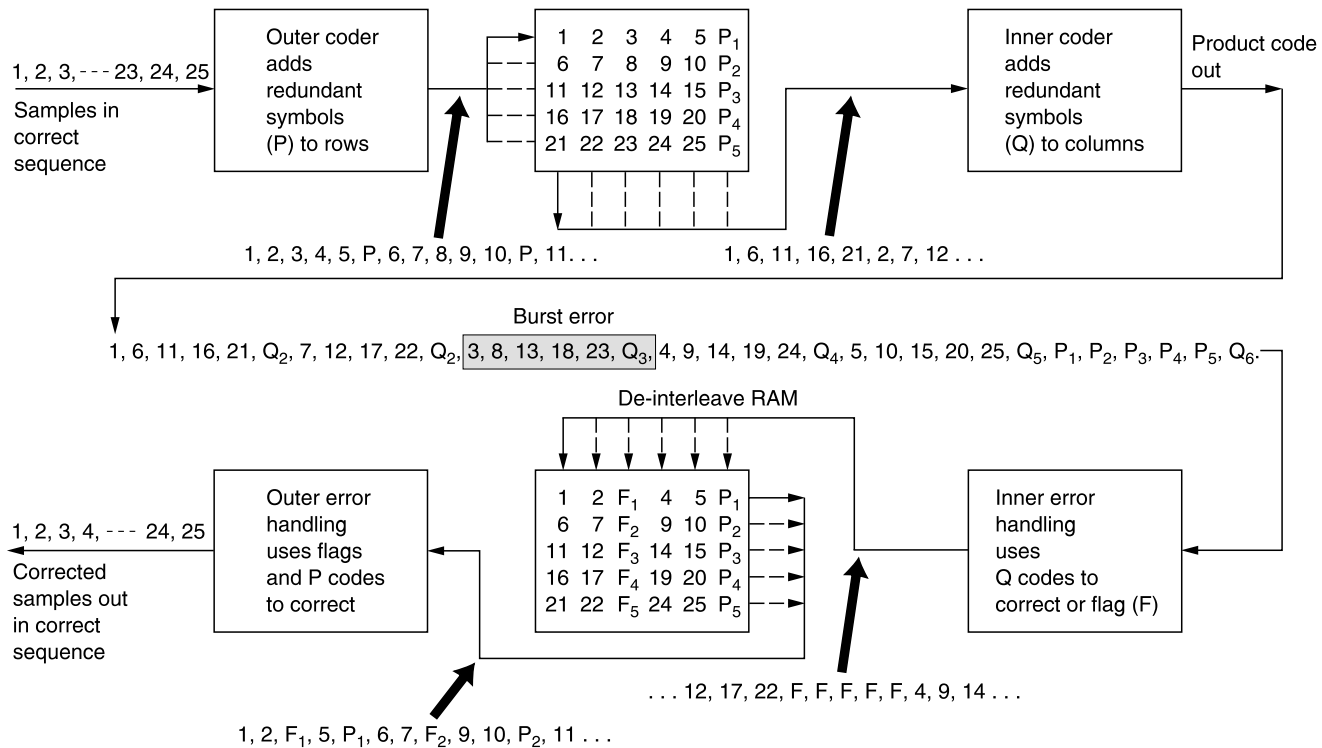 1, 2, 3, --- 23, 24, 25
Samples in
correct
sequence
Outer coder
adds
redundant
symbols
(P) to rows
1 2 3 4 5 P1
6 7 8 9 10 P2
11 12 13 14 15 P3
16 17 18 19 20 P4
21 22 23 24 25 P5
Inner coder
adds
redundant
symbols
(Q) to columns
Product code
out
1, 2, 3, 4, 5, P, 6, 7, 8, 9, 10, P, 11. . .
1, 6, 11, 16, 21, 2, 7, 12 . . .
Burst error
1, 6, 11, 16, 21, Q2, 7, 12, 17, 22, Q2, 3, 8, 13, 18, 23, Q3, 4, 9, 14, 19, 24, Q4, 5, 10, 15, 20, 25, Q5, P1, P2, P3, P4, P5, Q6.
De-interleave RAM
1, 2, 3, 4, --- 24, 25
Corrected
samples out
in correct
sequence
Outer error
handling
uses flags
and P codes
to correct
1 2 F1 4 5 P1
6 7 F2 9 10 P2
11 12 F3 14 15 P3
16 17 F4 19 20 P4
21 22 F5 24 25 P5
Inner error
handling
uses
Q codes to
correct or flag (F)
. . . 12, 17, 22, F, F, F, F, F, 4, 9, 14 . . .
1, 2, F1, 5, P1, 6, 7, F2, 9, 10, P2, 11 . . .